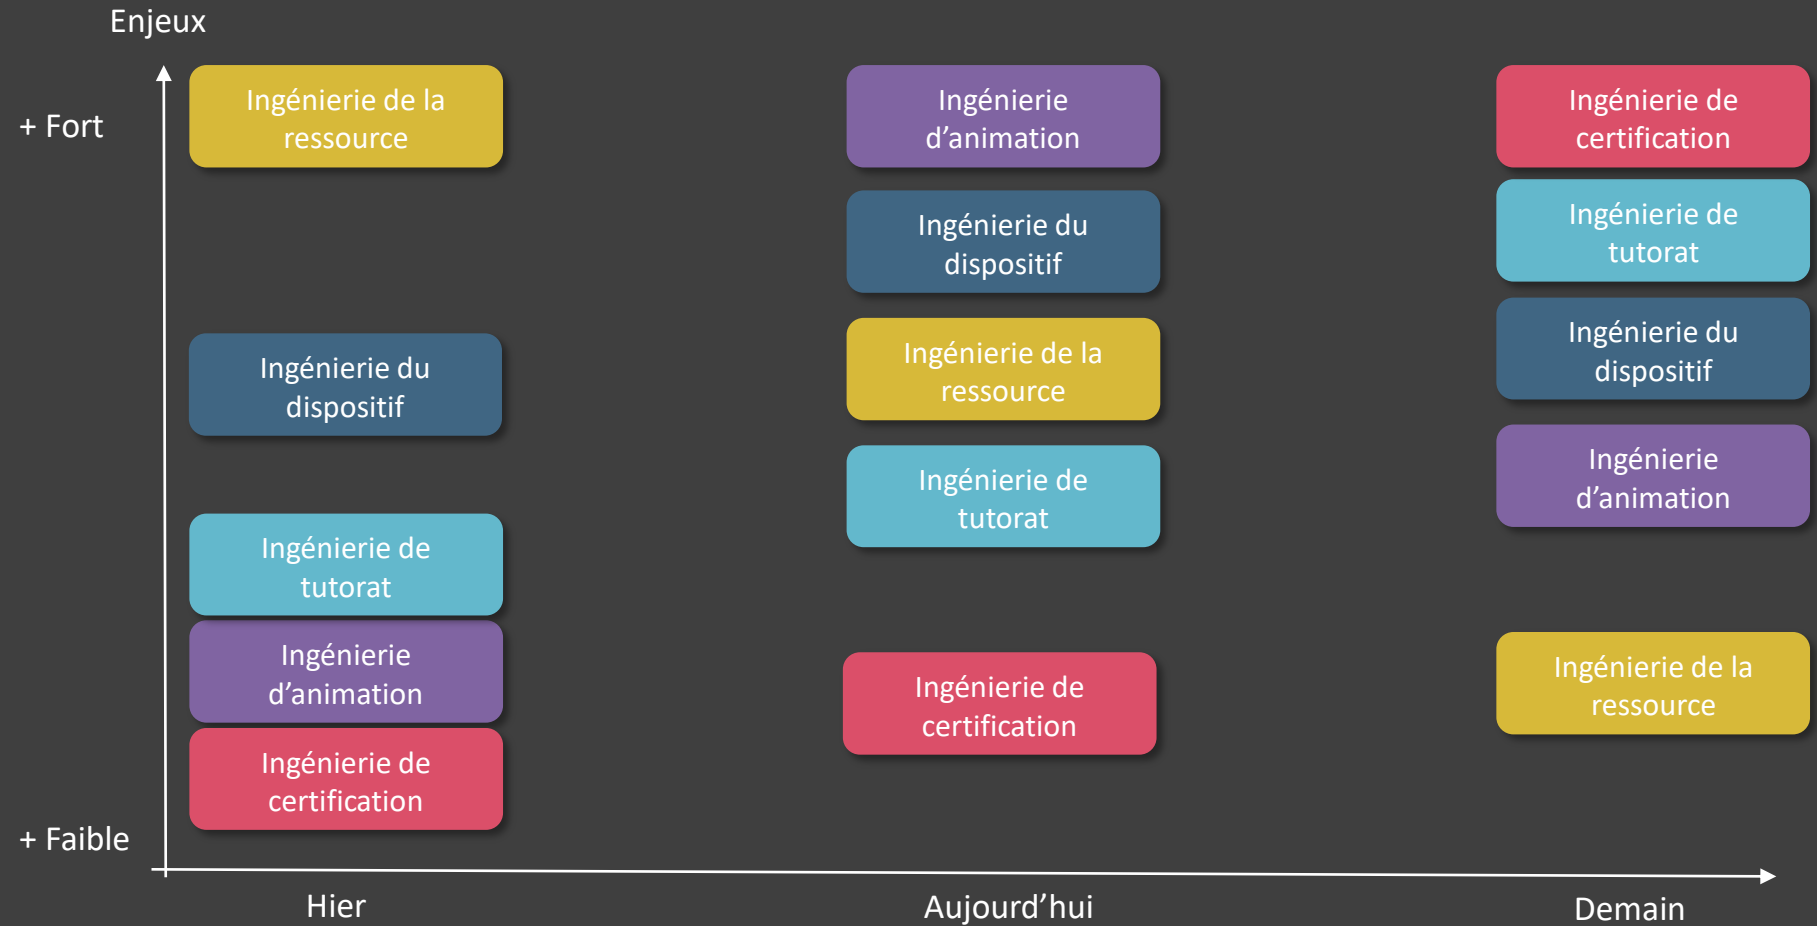 Enjeux
+ Fort
Ingénierie de la
ressource
Ingénierie du
dispositif
Ingénierie de
tutorat
Ingénierie
d’animation
Ingénierie de
certification
+ Faible
Ingénierie
d’animation
Ingénierie du
dispositif
Ingénierie de la
ressource
Ingénierie de
tutorat
Ingénierie de
certification
Ingénierie de
certification
Ingénierie de
tutorat
Ingénierie du
dispositif
Ingénierie
d’animation
Ingénierie de la
ressource
Hier
Aujourd’hui
Demain